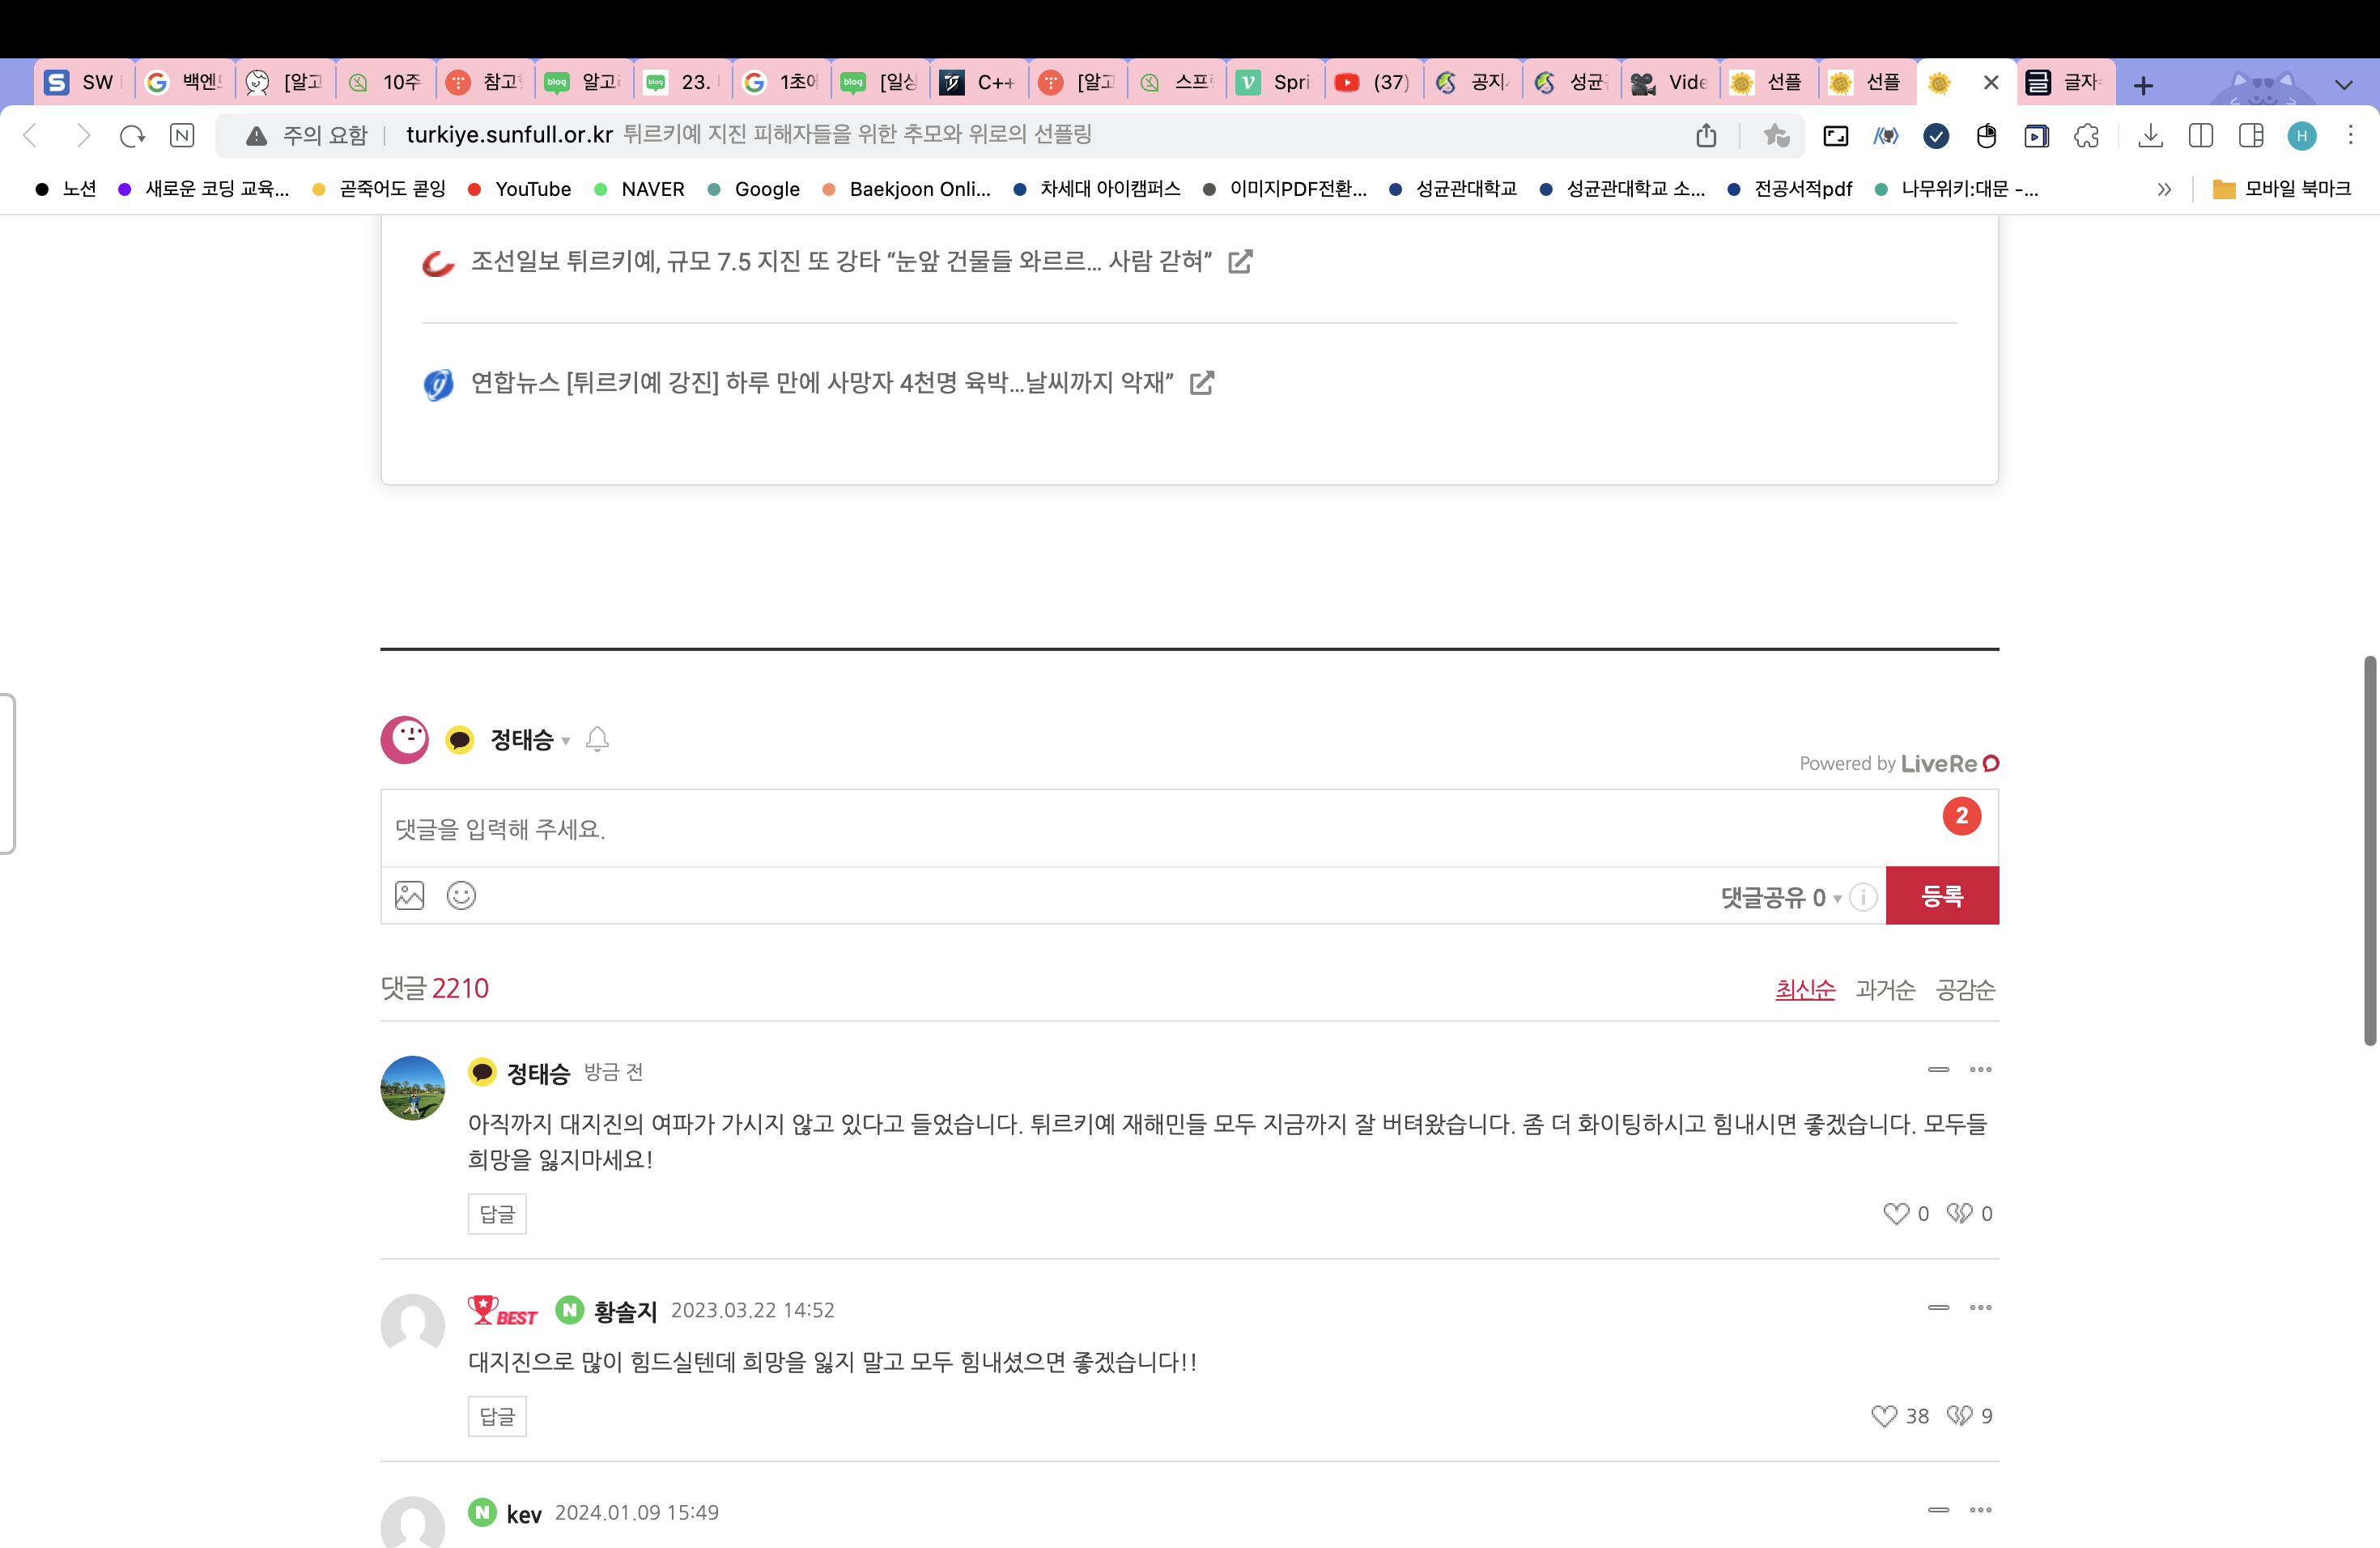 SW
백엔
[알고
10주
참고
blog 알고
blog 23.
1초
blog [일상
C++
[알고
스프
Spri
(37)
공지
성균
Vide
선플
선플
글자
N 주의 요함 turkiye.sunfull.or.kr 튀르키예 지진 피해자들을 위한 추모와 위로의 선플링 H
노션 새로운 코딩 교육... 곧죽어도 콛잉 YouTube NAVER Google Baekjoon Onli... 차세대 아이캠퍼스 이미지PDF전환... 성균관대학교 성균관대학교 소... 전공서적pdf 나무위키:대문 -... » 모바일 북마크
조선일보 튀르키예, 규모 7.5 지진 또 강타 “눈앞 건물들 와르르... 사람 갇혀”
연합뉴스 [튀르키예 강진] 하루 만에 사망자 4천명 육박...날씨까지 악재”
정태승
Powered by LiveRe
댓글을 입력해 주세요. 2
댓글공유 0 등록
댓글 2210 최신순 과거순 공감순
정태승 방금 전
아직까지 대지진의 여파가 가시지 않고 있다고 들었습니다. 튀르키예 재해민들 모두 지금까지 잘 버텨왔습니다. 좀 더 화이팅하시고 힘내시면 좋겠습니다. 모두들
희망을 잃지마세요!
답글 0 0
BEST N 황솔지 2023.03.22 14:52
대지진으로 많이 힘드실텐데 희망을 잃지 말고 모두 힘내셨으면 좋겠습니다!!
답글 38 9
N kev 2024.01.09 15:49